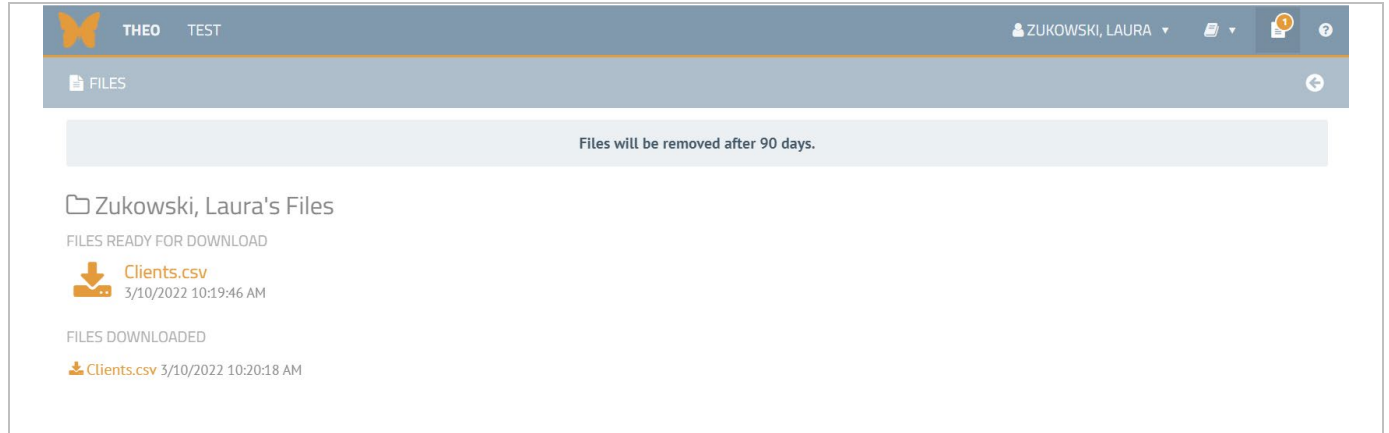 THEO TEST ZUKOWSKI, LAURA 1
FILES
Files will be removed after 90 days.
Zukowski, Laura's Files
FILES READY FOR DOWNLOAD
Clients.csv
3/10/2022 10:19:46 AM
FILES DOWNLOADED
Clients.csv 3/10/2022 10:20:18 AM